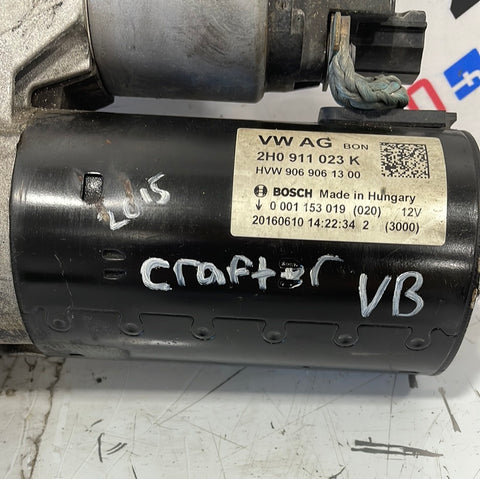 VW AG BON
2H0 911 023 K
HVW 906 906 13 00
BOSCH Made in Hungary
↓ 0 001 153 019 (020) 12V
20160610 14:22:34 2 (3000)
2015
crafter
VB